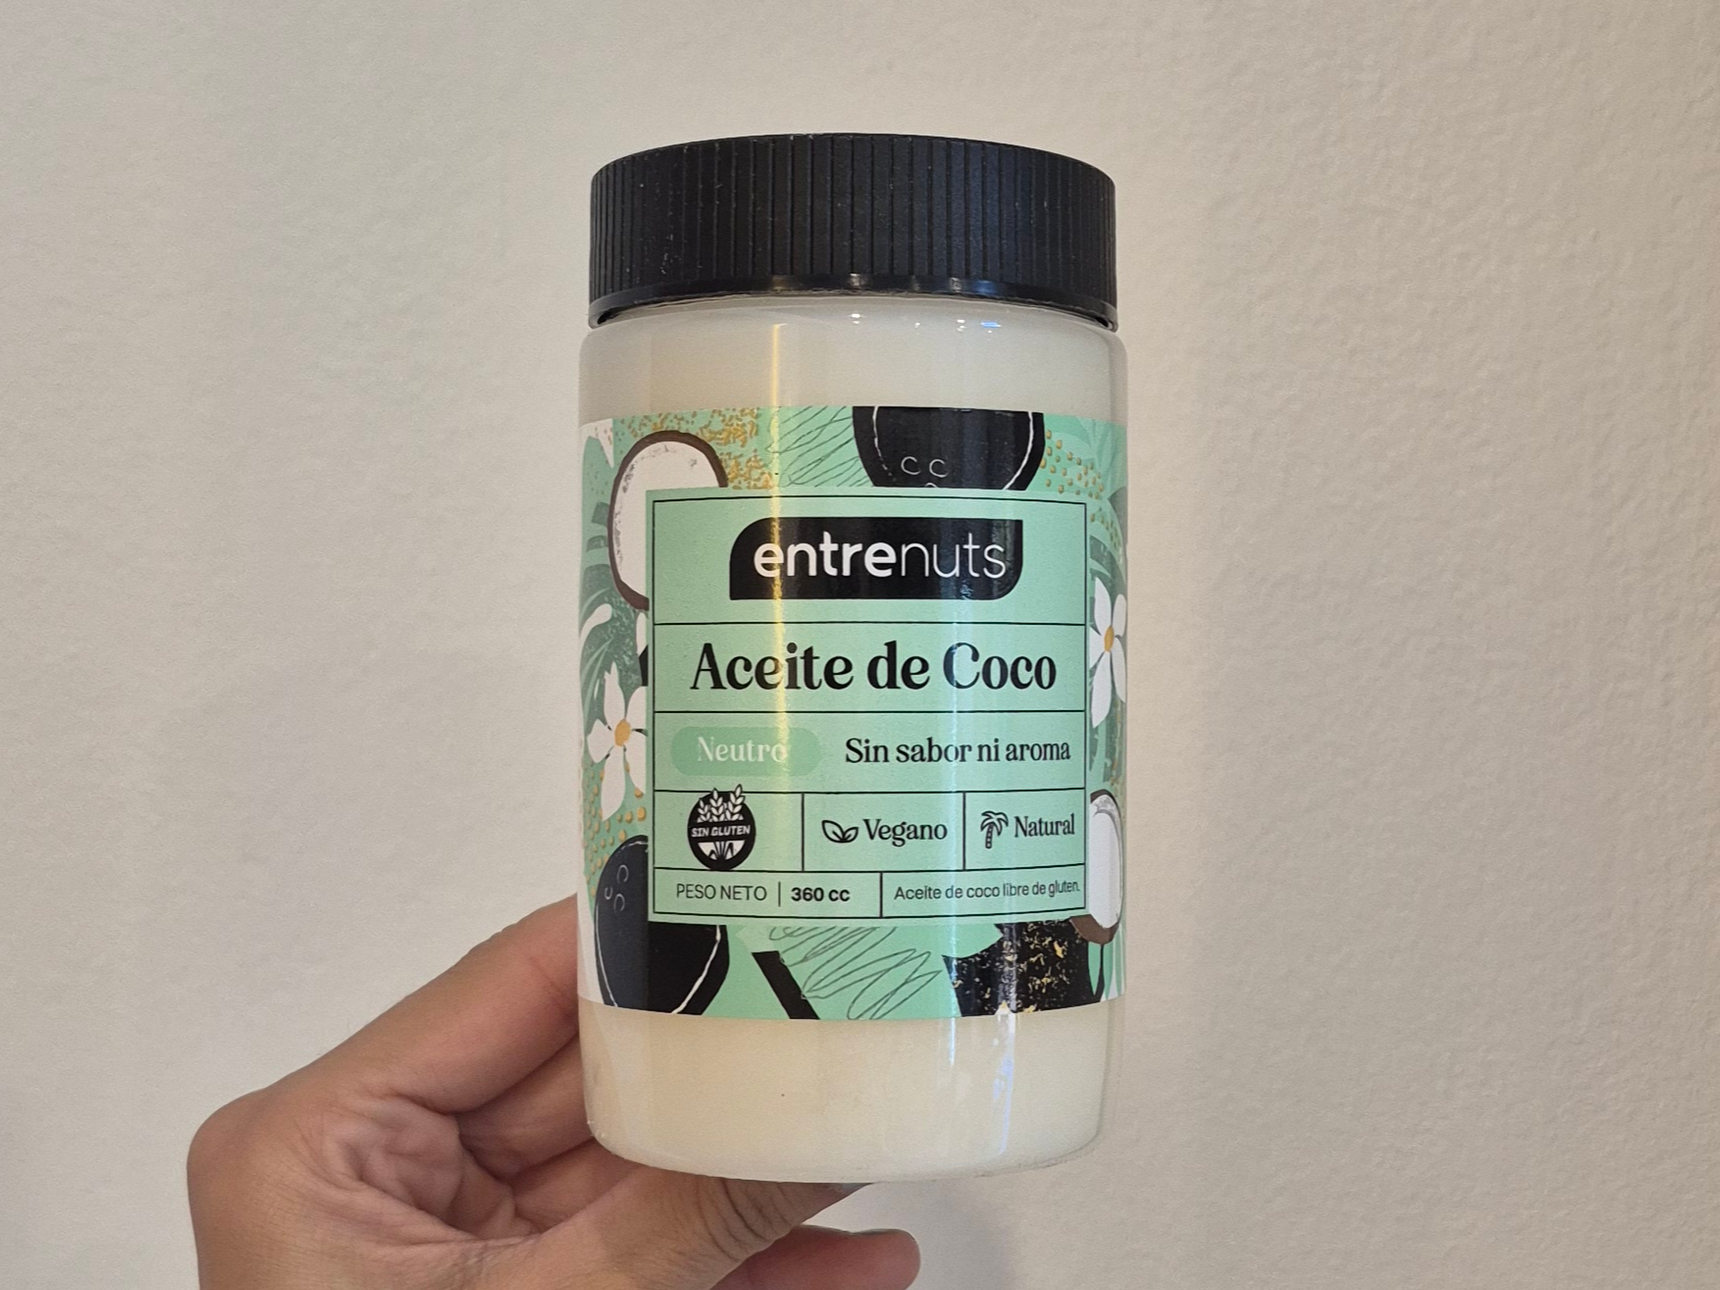 entrenuts
Aceite de Coco
Neutro Sin sabor ni aroma
SIN GLUTEN Vegano Natural
PESO NETO | 360 cc Aceite de coco libre de gluten.